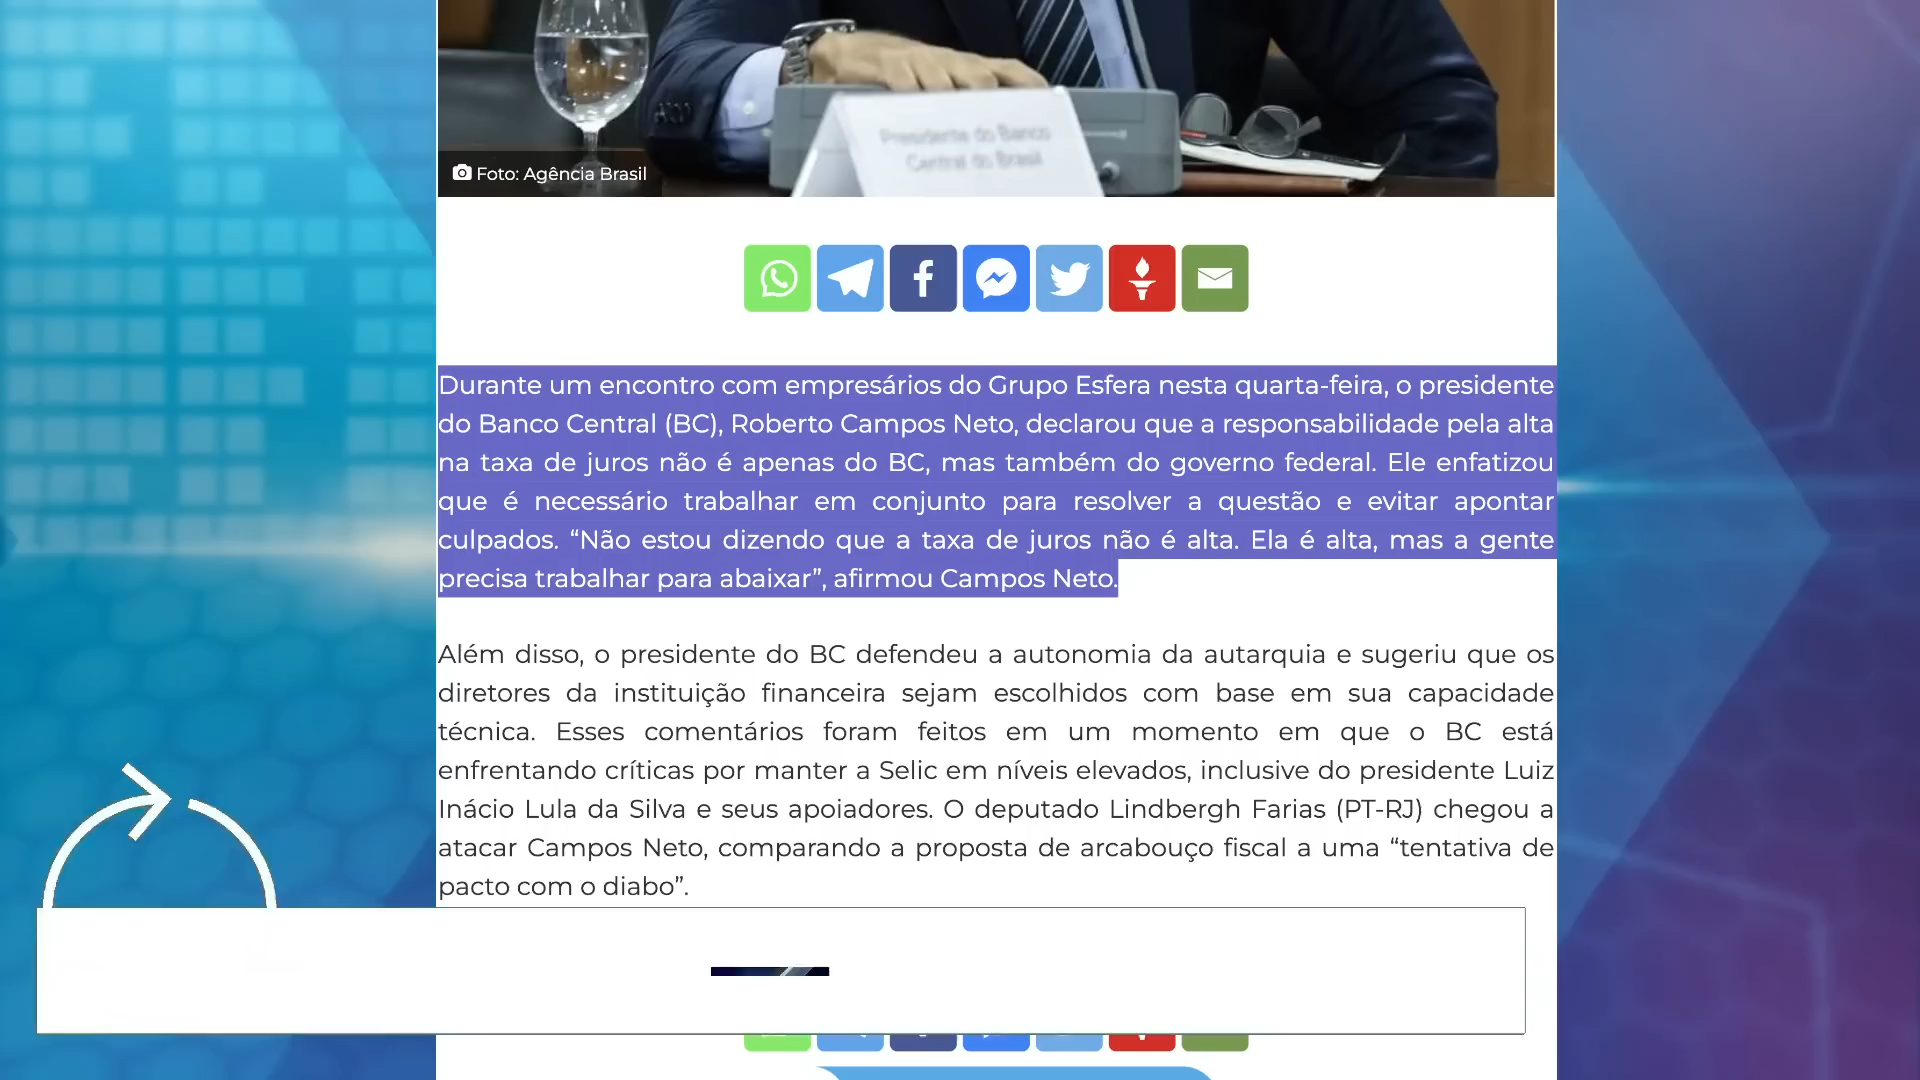 Presidente do Banco
Central do Brasil
Foto: Agência Brasil
Durante um encontro com empresários do Grupo Esfera nesta quarta-feira, o presidente
do Banco Central (BC), Roberto Campos Neto, declarou que a responsabilidade pela alta
na taxa de juros não é apenas do BC, mas também do governo federal. Ele enfatizou
que é necessário trabalhar em conjunto para resolver a questão e evitar apontar
culpados. “Não estou dizendo que a taxa de juros não é alta. Ela é alta, mas a gente
precisa trabalhar para abaixar”, afirmou Campos Neto.
Além disso, o presidente do BC defendeu a autonomia da autarquia e sugeriu que os
diretores da instituição financeira sejam escolhidos com base em sua capacidade
técnica. Esses comentários foram feitos em um momento em que o BC está
enfrentando críticas por manter a Selic em níveis elevados, inclusive do presidente Luiz
Inácio Lula da Silva e seus apoiadores. O deputado Lindbergh Farias (PT-RJ) chegou a
atacar Campos Neto, comparando a proposta de arcabouço fiscal a uma “tentativa de
pacto com o diabo”.